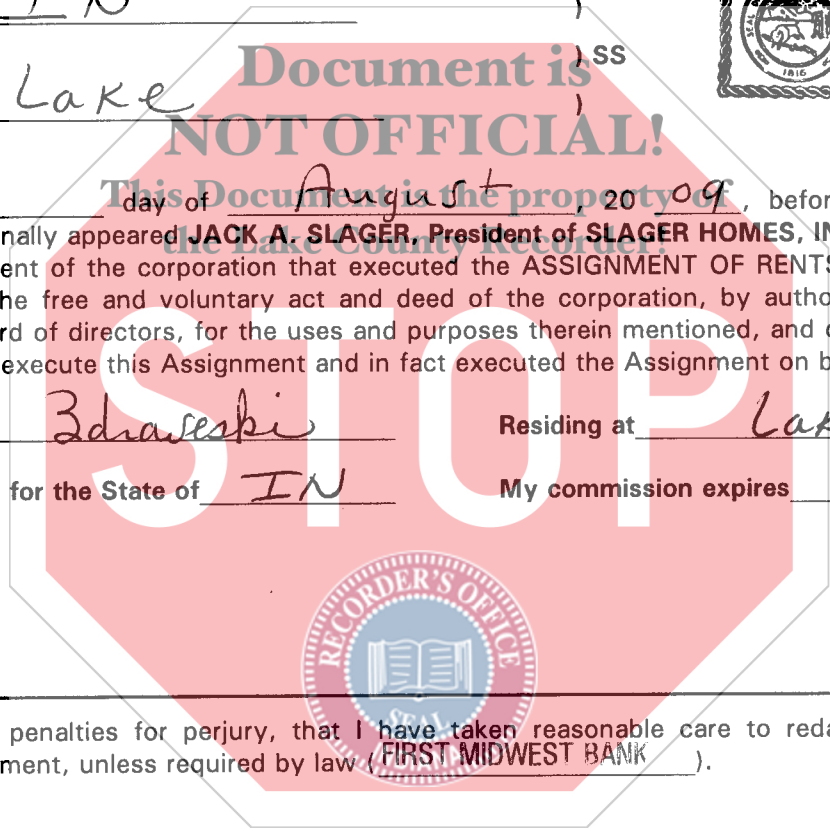 IN )
Document is
) SS
SEAL
1816
Lake )
NOT OFFICIAL!
This Document is the property of
day of August, 20 09, befor
the Lake County Recorder!
nally appeared JACK A. SLAGER, President of SLAGER HOMES, IN
ent of the corporation that executed the ASSIGNMENT OF RENTS
he free and voluntary act and deed of the corporation, by autho
rd of directors, for the uses and purposes therein mentioned, and
execute this Assignment and in fact executed the Assignment on b
STOP
Zdraveski Residing at Lak
for the State of IN My commission expires
RECORDER'S OFFICE
SEAL
INDIANA
penalties for perjury, that I have taken reasonable care to reda
ment, unless required by law ( FIRST MIDWEST BANK ).